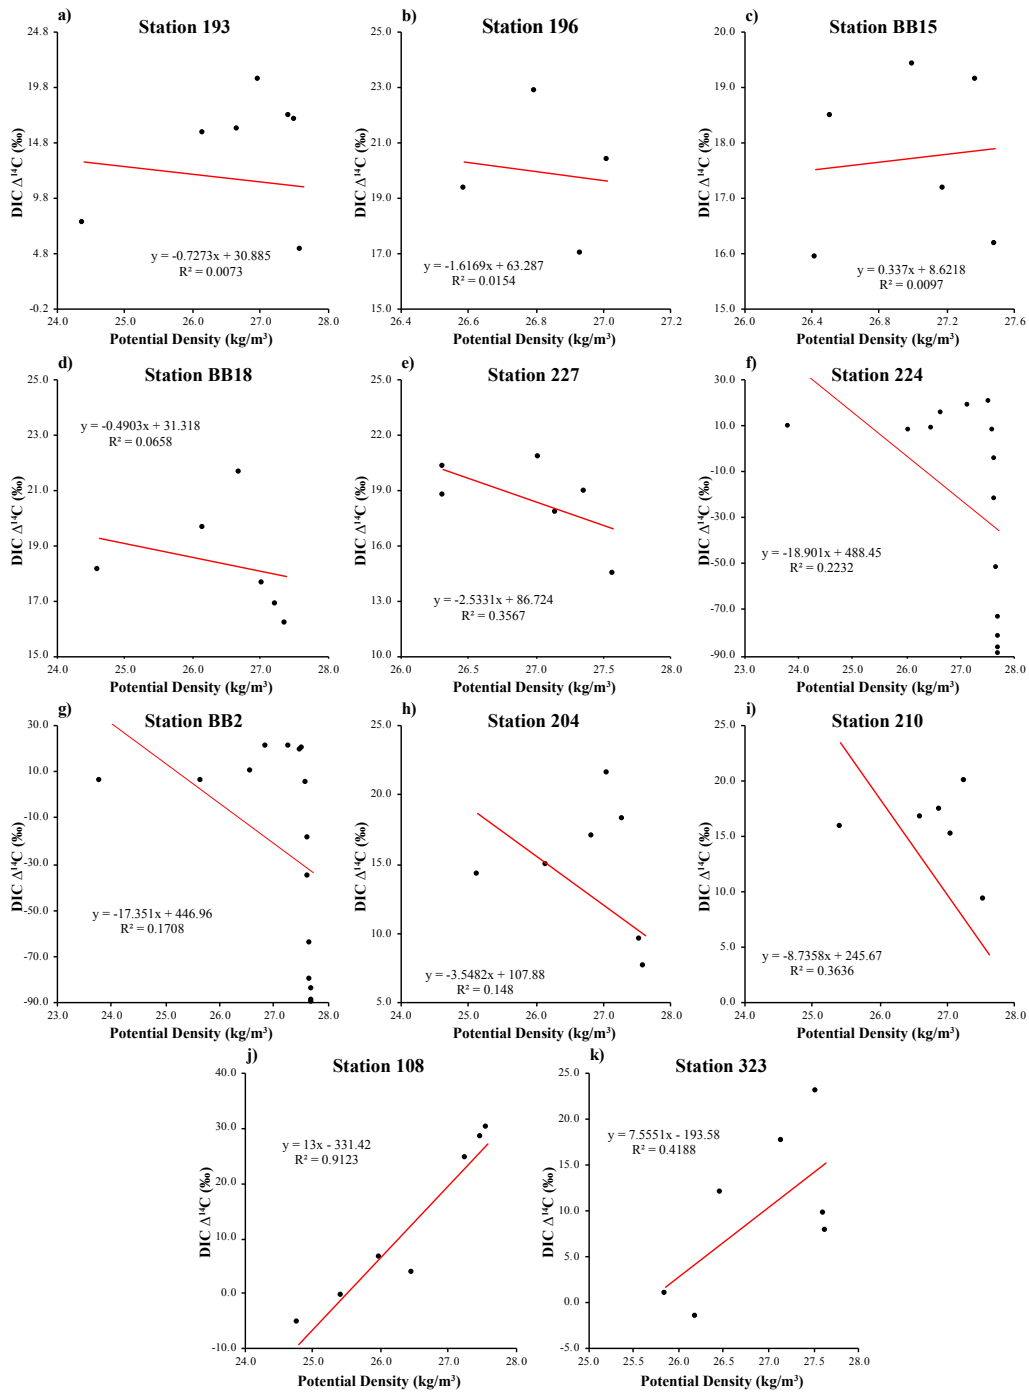 a)
Station 193
24.8
19.8
14.8
9.8
4.8
-0.2
DIC Δ¹⁴C (‰)
y = -0.7273x + 30.885
R² = 0.0073
24.0 25.0 26.0 27.0 28.0
Potential Density (kg/m³)
b)
Station 196
25.0
23.0
21.0
19.0
17.0
15.0
DIC Δ¹⁴C (‰)
y = -1.6169x + 63.287
R² = 0.0154
26.4 26.6 26.8 27.0 27.2
Potential Density (kg/m³)
c)
Station BB15
20.0
19.0
18.0
17.0
16.0
15.0
DIC Δ¹⁴C (‰)
y = 0.337x + 8.6218
R² = 0.0097
26.0 26.4 26.8 27.2 27.6
Potential Density (kg/m³)
d)
Station BB18
25.0
23.0
21.0
19.0
17.0
15.0
DIC Δ¹⁴C (‰)
y = -0.4903x + 31.318
R² = 0.0658
24.0 25.0 26.0 27.0 28.0
Potential Density (kg/m³)
e)
Station 227
25.0
22.0
19.0
16.0
13.0
10.0
DIC Δ¹⁴C (‰)
y = -2.5331x + 86.724
R² = 0.3567
26.0 26.5 27.0 27.5 28.0
Potential Density (kg/m³)
f)
Station 224
30.0
10.0
-10.0
-30.0
-50.0
-70.0
-90.0
DIC Δ¹⁴C (‰)
y = -18.901x + 488.45
R² = 0.2232
23.0 24.0 25.0 26.0 27.0 28.0
Potential Density (kg/m³)
g)
Station BB2
30.0
10.0
-10.0
-30.0
-50.0
-70.0
-90.0
DIC Δ¹⁴C (‰)
y = -17.351x + 446.96
R² = 0.1708
23.0 24.0 25.0 26.0 27.0 28.0
Potential Density (kg/m³)
h)
Station 204
25.0
20.0
15.0
10.0
5.0
DIC Δ¹⁴C (‰)
y = -3.5482x + 107.88
R² = 0.148
24.0 25.0 26.0 27.0 28.0
Potential Density (kg/m³)
i)
Station 210
25.0
20.0
15.0
10.0
5.0
0.0
DIC Δ¹⁴C (‰)
y = -8.7358x + 245.67
R² = 0.3636
24.0 25.0 26.0 27.0 28.0
Potential Density (kg/m³)
j)
Station 108
40.0
30.0
20.0
10.0
0.0
-10.0
DIC Δ¹⁴C (‰)
y = 13x - 331.42
R² = 0.9123
24.0 25.0 26.0 27.0 28.0
Potential Density (kg/m³)
k)
Station 323
25.0
20.0
15.0
10.0
5.0
0.0
-5.0
DIC Δ¹⁴C (‰)
y = 7.5551x - 193.58
R² = 0.4188
25.0 25.5 26.0 26.5 27.0 27.5 28.0
Potential Density (kg/m³)